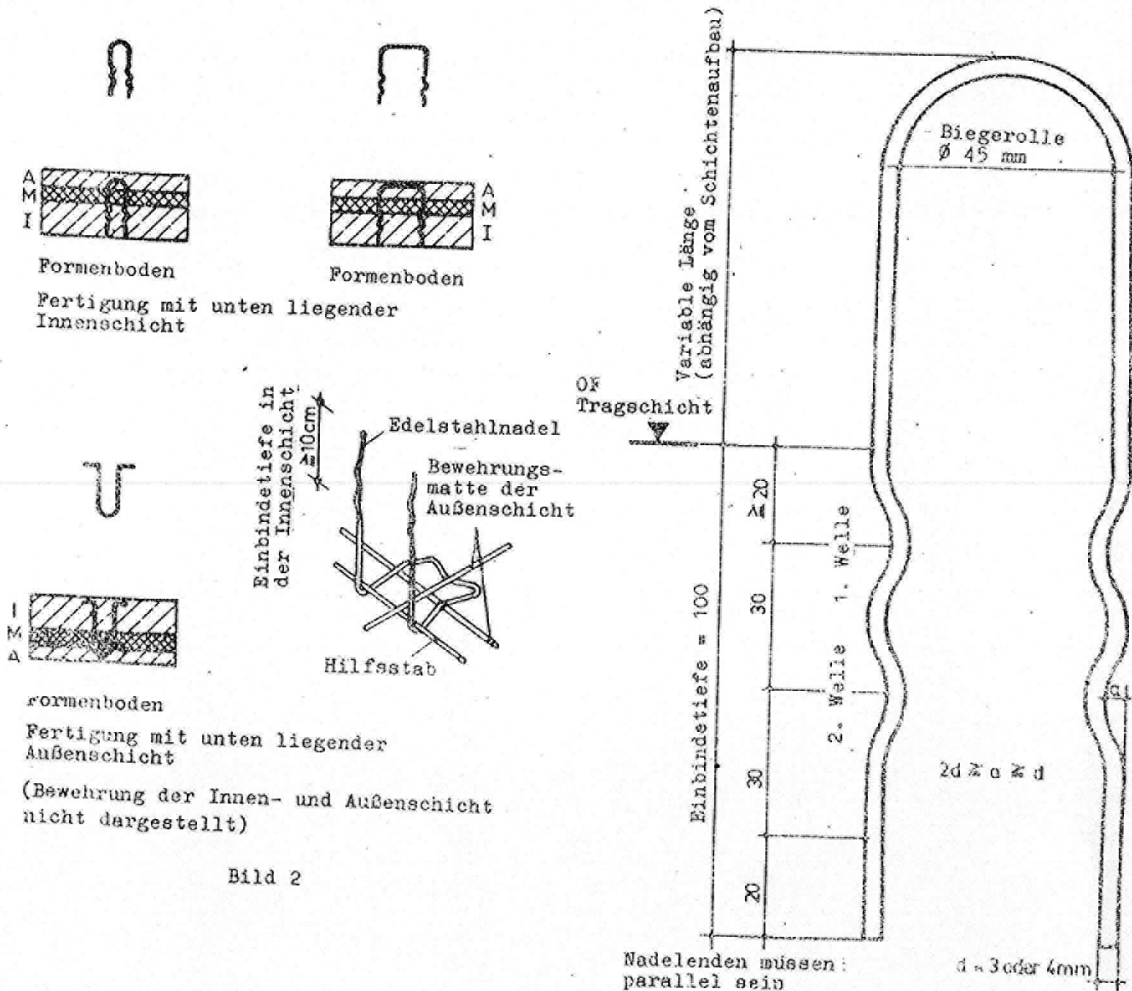 A
M
I
A
M
I
Formenboden
Formenboden
Fertigung mit unten liegender
Innenschicht
Einbindetiefe in
der Innenschicht
≥10cm
Edelstahlnadel
Bewehrungs-
matte der
Außenschicht
Hilfsstab
I
M
A
Formenboden
Fertigung mit unten liegender
Außenschicht
(Bewehrung der Innen- und Außenschicht
nicht dargestellt)
Bild 2
Variable Länge
(abhängig vom Schichtenaufbau)
Biegerolle
Ø 45 mm
OF
Tragschicht
Einbindetiefe = 100
≥ 20
30
30
20
1. Welle
2. Welle
a
2d ≥ a ≥ d
Nadelenden müssen
parallel sein
d = 3 oder 4mm